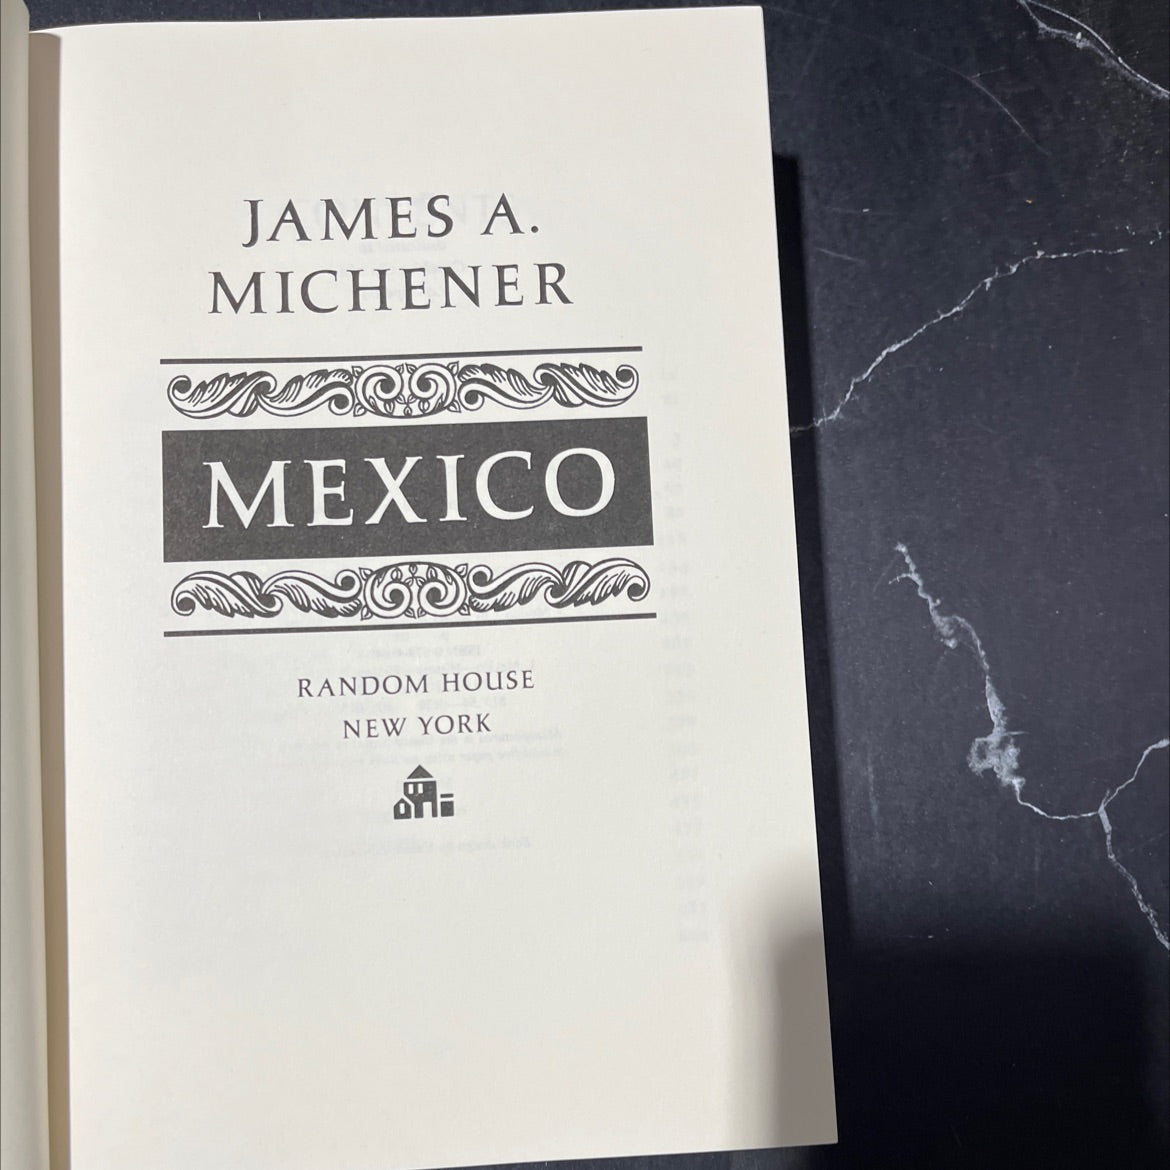 JAMES A.
MICHENER
MEXICO
RANDOM HOUSE
NEW YORK